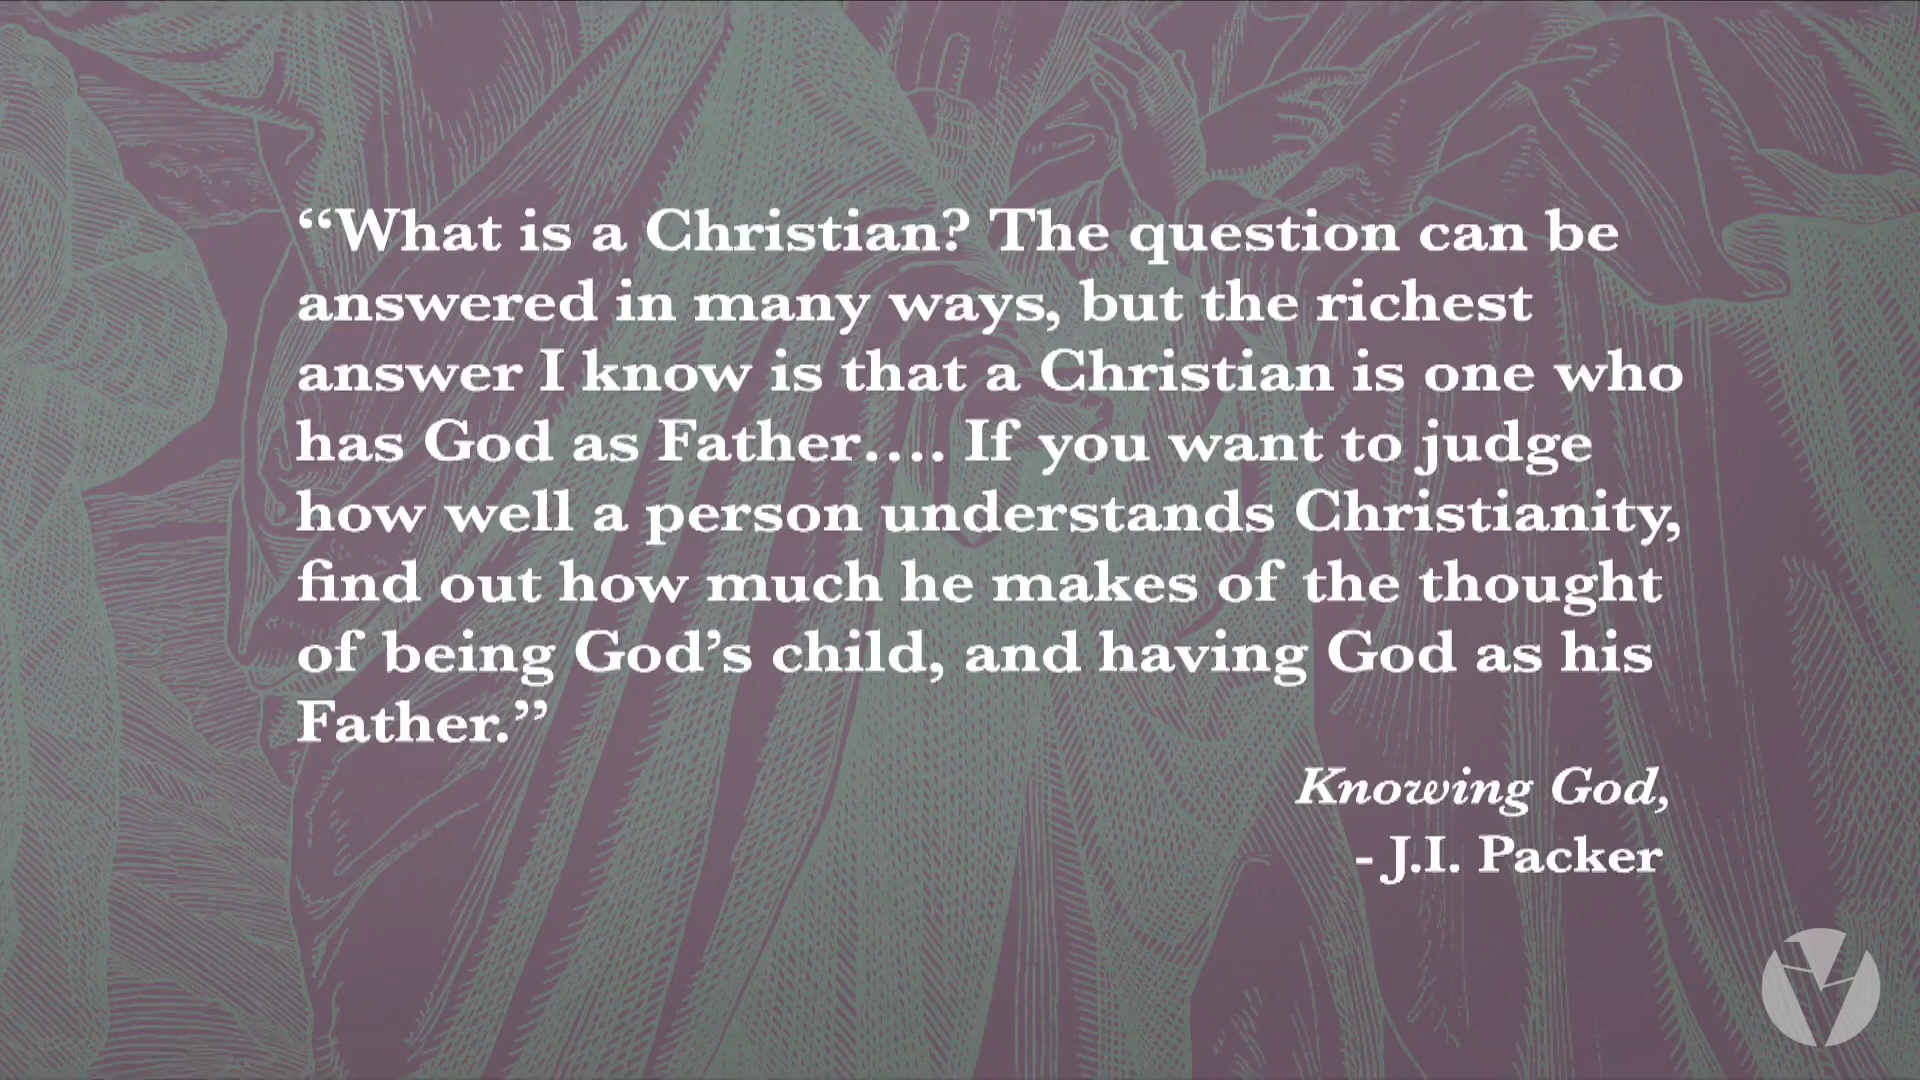 “What is a Christian? The question can be
answered in many ways, but the richest
answer I know is that a Christian is one who
has God as Father…. If you want to judge
how well a person understands Christianity,
find out how much he makes of the thought
of being God’s child, and having God as his
Father.”
Knowing God,
- J.I. Packer